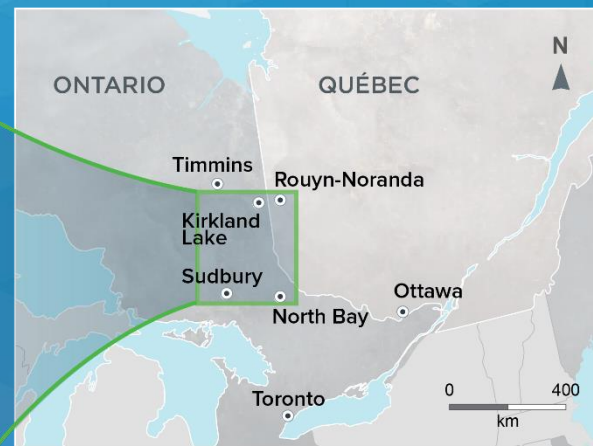 N
ONTARIO
QUÉBEC
Timmins
Rouyn-Noranda
Kirkland
Lake
Sudbury
Ottawa
North Bay
Toronto
0 400
km